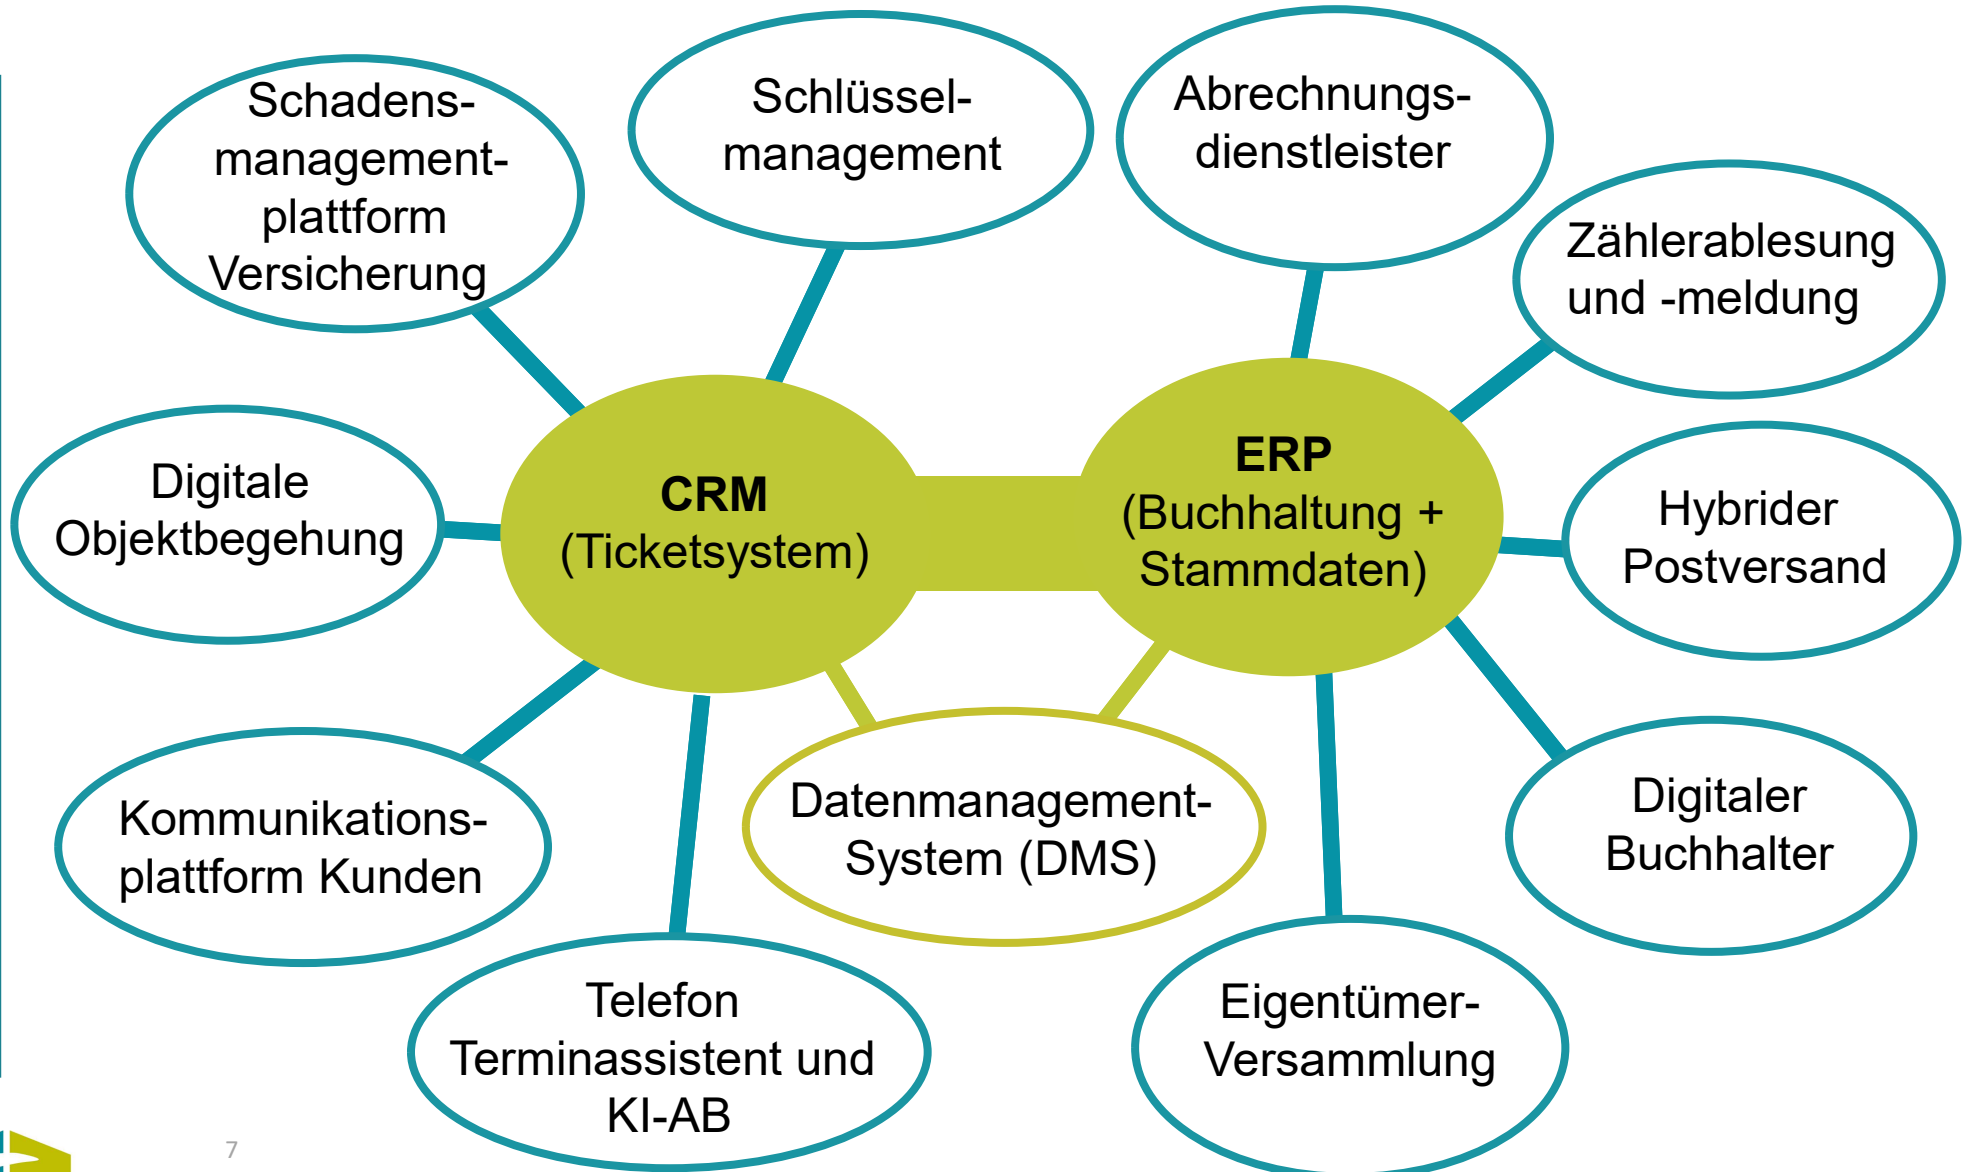 Schadens-
management-
plattform
Versicherung
Schlüssel-
management
Abrechnungs-
dienstleister
Zählerablesung
und -meldung
Digitale
Objektbegehung
CRM
(Ticketsystem)
ERP
(Buchhaltung +
Stammdaten)
Hybrider
Postversand
Kommunikations-
plattform Kunden
Datenmanagement-
System (DMS)
Digitaler
Buchhalter
Telefon
Terminassistent und
KI-AB
Eigentümer-
Versammlung
7